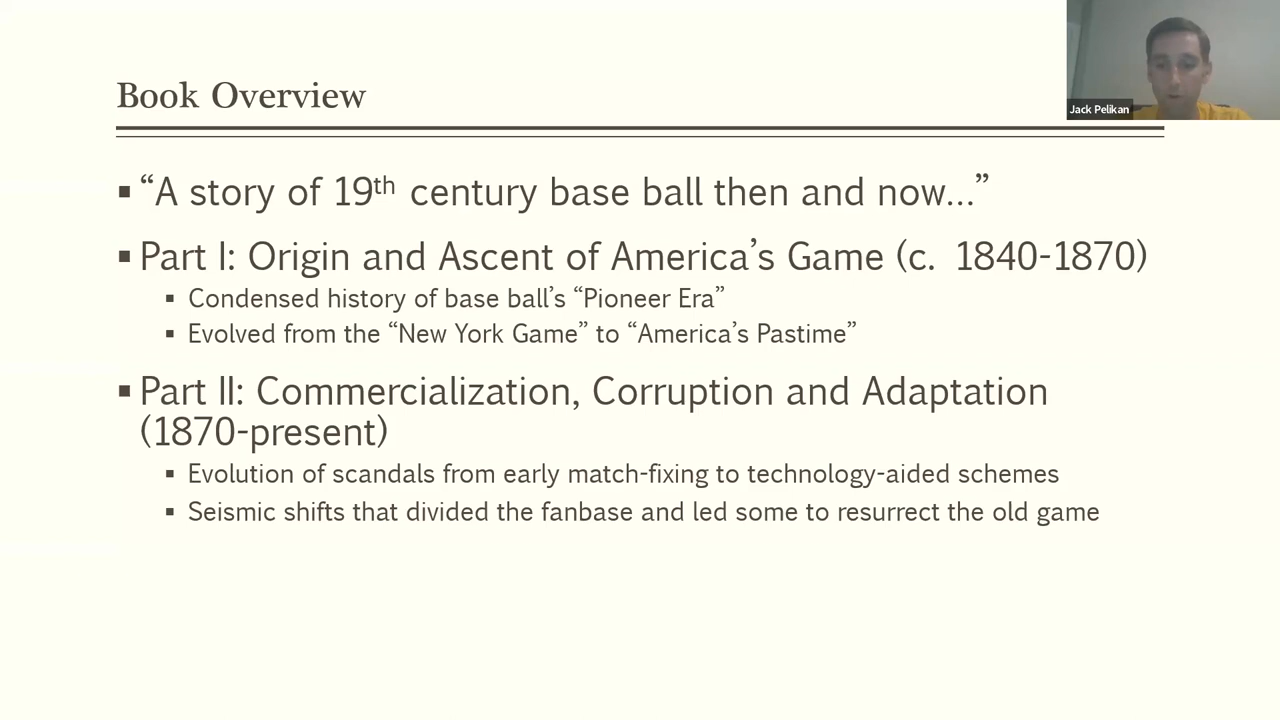 Book Overview
Jack Pelikan
▪ “A story of 19th century base ball then and now…”
▪ Part I: Origin and Ascent of America’s Game (c. 1840-1870)
▪ Condensed history of base ball’s “Pioneer Era”
▪ Evolved from the “New York Game” to “America’s Pastime”
▪ Part II: Commercialization, Corruption and Adaptation
(1870-present)
▪ Evolution of scandals from early match-fixing to technology-aided schemes
▪ Seismic shifts that divided the fanbase and led some to resurrect the old game